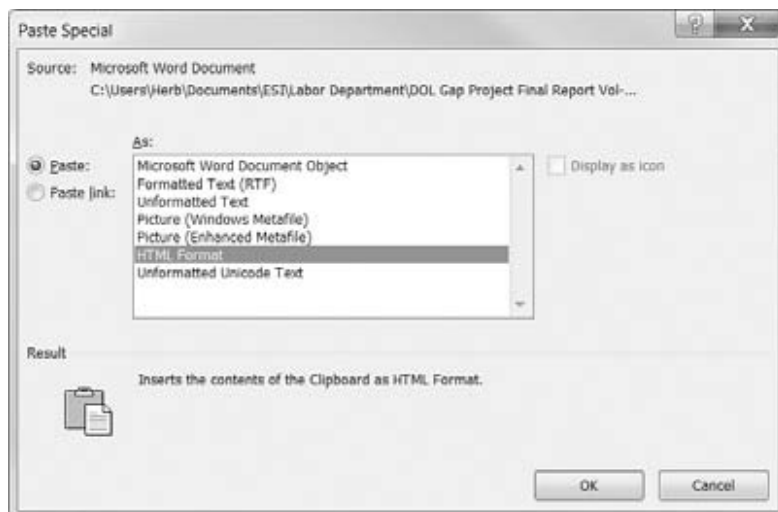 Paste Special
Source: Microsoft Word Document
C:\Users\Herb\Documents\ESI\Labor Department\DOL Gap Project Final Report Vol-...
As:
Paste:
Paste link:
Microsoft Word Document Object
Formatted Text (RTF)
Unformatted Text
Picture (Windows Metafile)
Picture (Enhanced Metafile)
HTML Format
Unformatted Unicode Text
Display as icon
Result
Inserts the contents of the Clipboard as HTML Format.
OK
Cancel